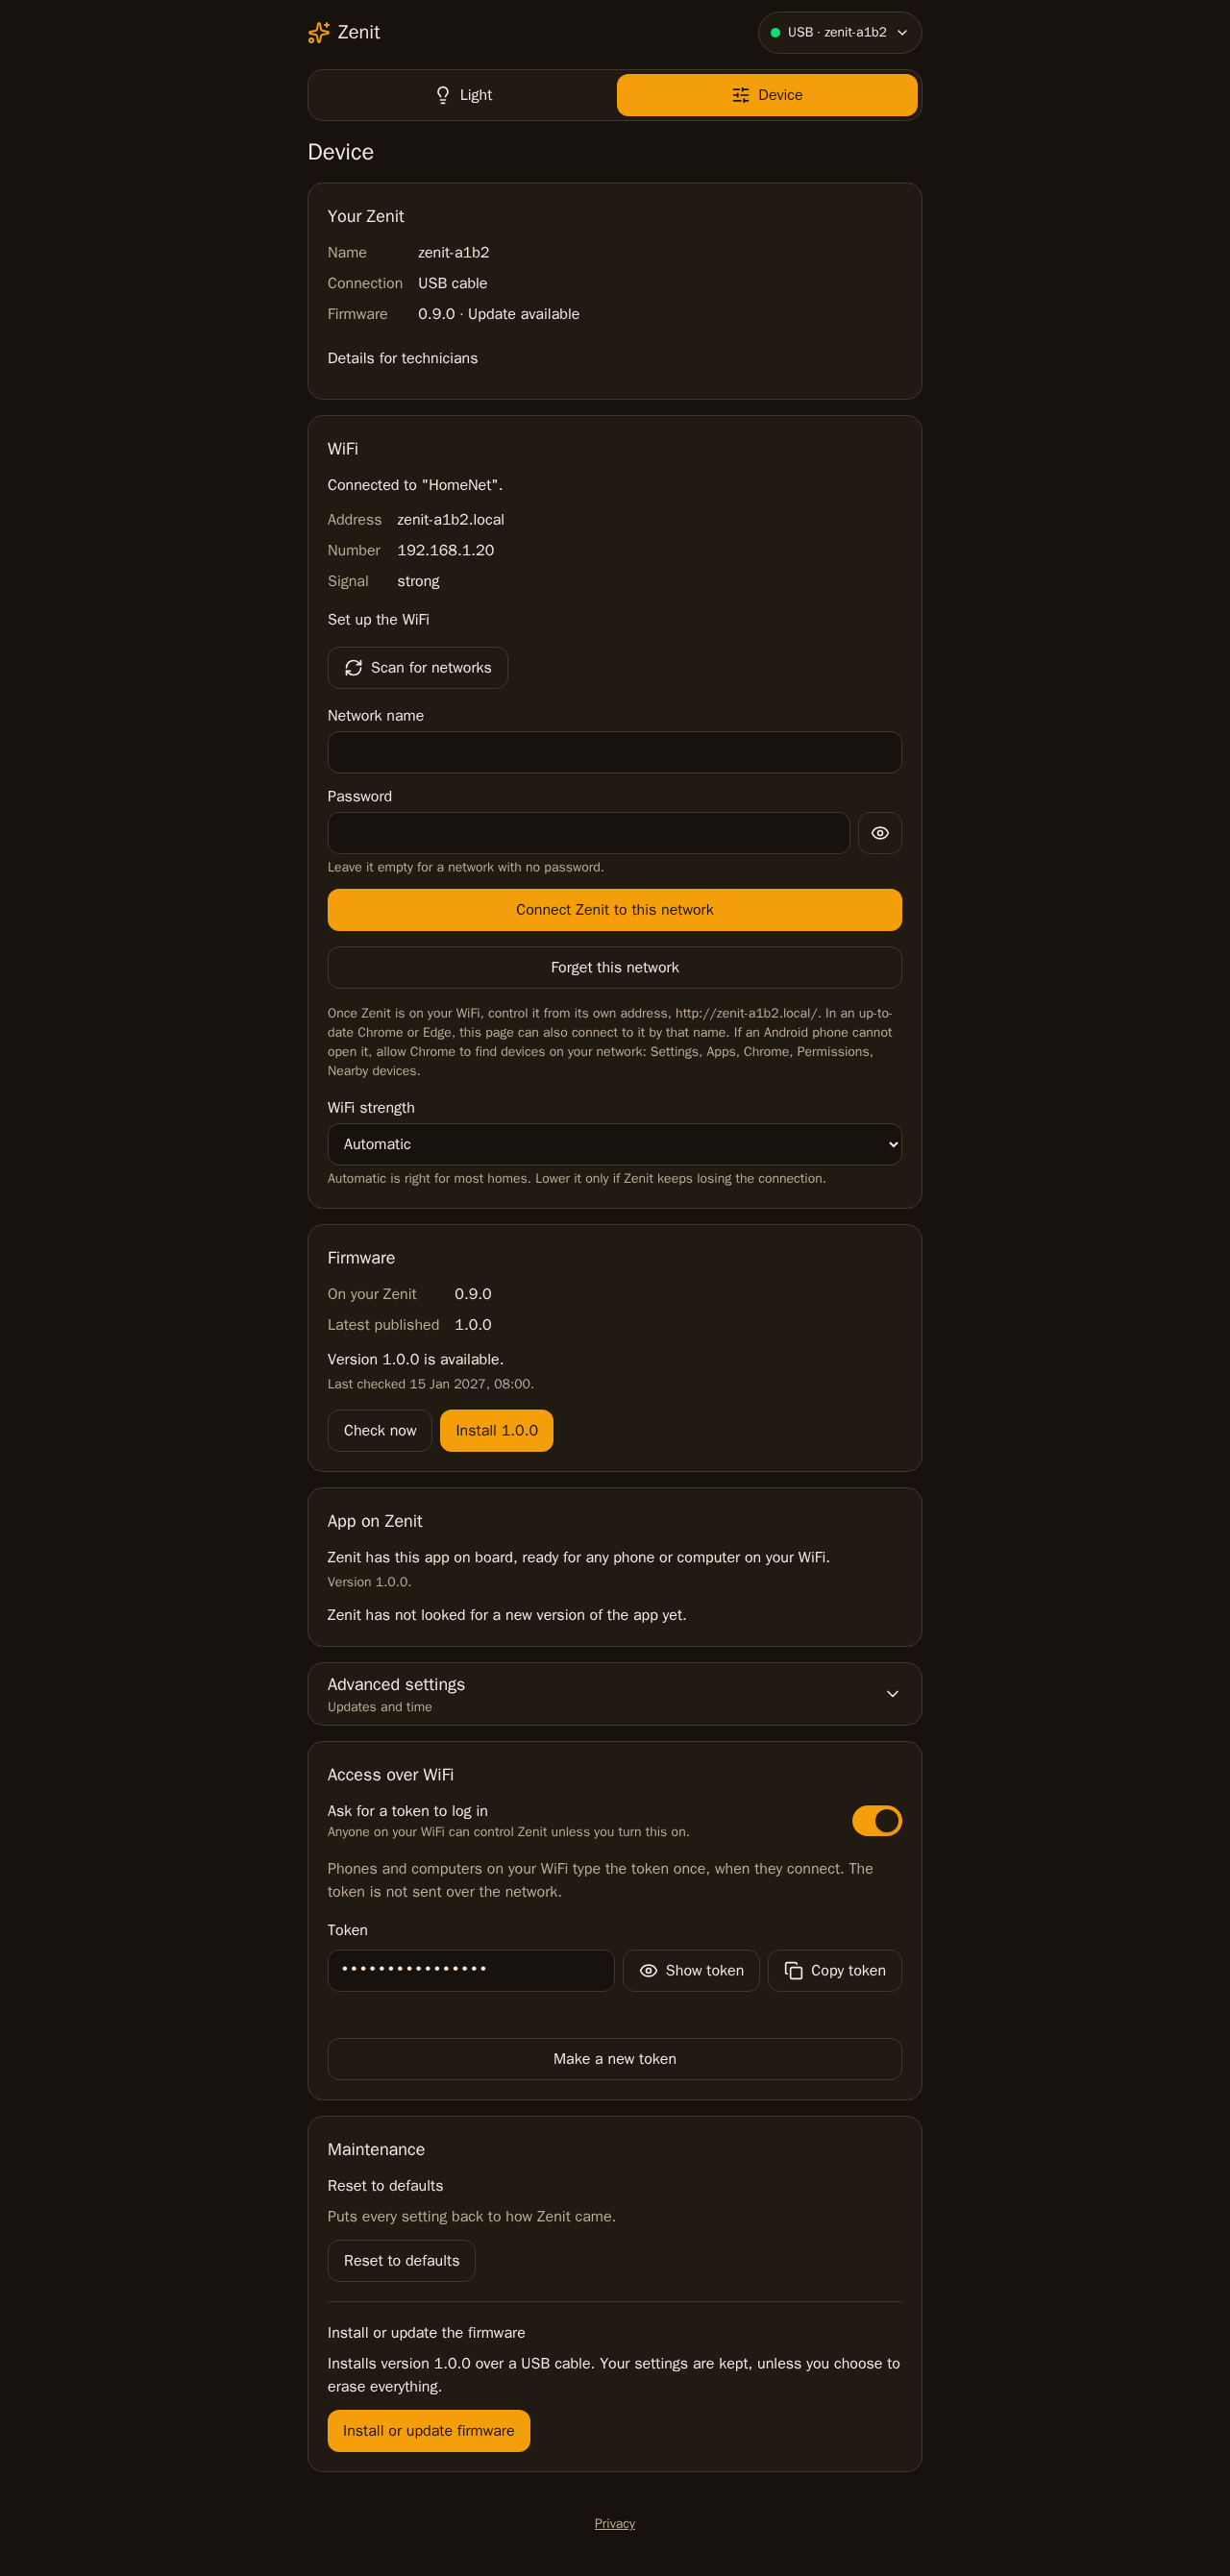 Zenit
USB · zenit-a1b2
Light
Device
Device
Your Zenit
Name zenit-a1b2
Connection USB cable
Firmware 0.9.0 · Update available
Details for technicians
WiFi
Connected to "HomeNet".
Address zenit-a1b2.local
Number 192.168.1.20
Signal strong
Set up the WiFi
Scan for networks
Network name
Password
Leave it empty for a network with no password.
Connect Zenit to this network
Forget this network
Once Zenit is on your WiFi, control it from its own address, http://zenit-a1b2.local/. In an up-to-
date Chrome or Edge, this page can also connect to it by that name. If an Android phone cannot
open it, allow Chrome to find devices on your network: Settings, Apps, Chrome, Permissions,
Nearby devices.
WiFi strength
Automatic
Automatic is right for most homes. Lower it only if Zenit keeps losing the connection.
Firmware
On your Zenit 0.9.0
Latest published 1.0.0
Version 1.0.0 is available.
Last checked 15 Jan 2027, 08:00.
Check now
Install 1.0.0
App on Zenit
Zenit has this app on board, ready for any phone or computer on your WiFi.
Version 1.0.0.
Zenit has not looked for a new version of the app yet.
Advanced settings
Updates and time
Access over WiFi
Ask for a token to log in
Anyone on your WiFi can control Zenit unless you turn this on.
Phones and computers on your WiFi type the token once, when they connect. The
token is not sent over the network.
Token
••••••••••••••••
Show token
Copy token
Make a new token
Maintenance
Reset to defaults
Puts every setting back to how Zenit came.
Reset to defaults
Install or update the firmware
Installs version 1.0.0 over a USB cable. Your settings are kept, unless you choose to
erase everything.
Install or update firmware
Privacy